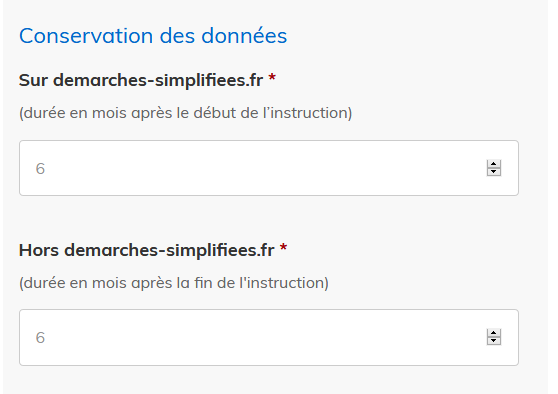 Conservation des données
Sur demarches-simplifiees.fr *
(durée en mois après le début de l’instruction)
6
Hors demarches-simplifiees.fr *
(durée en mois après la fin de l'instruction)
6